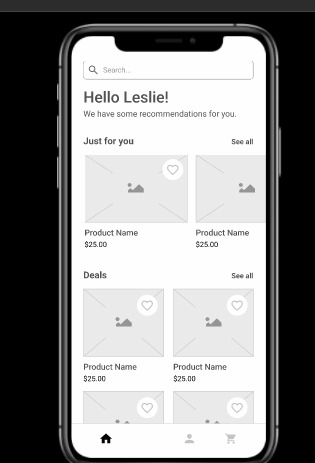 Search...
Hello Leslie!
We have some recommendations for you.
Just for you See all
Product Name Product Name
$25.00 $25.00
Deals See all
Product Name Product Name
$25.00 $25.00